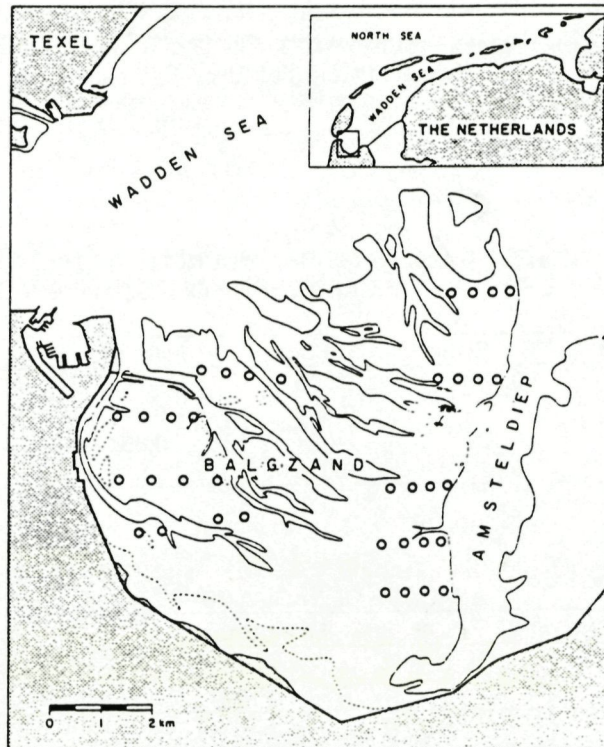 TEXEL
NORTH SEA
WADDEN SEA
THE NETHERLANDS
WADDEN SEA
BALGZAND
AMSTELDIEP
0 1 2 km